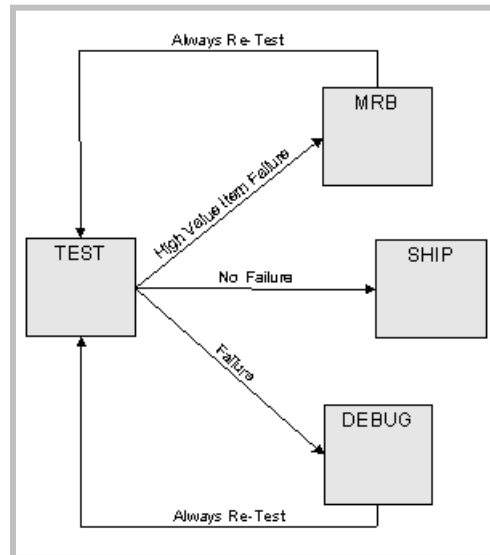 Always Re-Test
MRB
High Value Item Failure
TEST
SHIP
No Failure
Failure
DEBUG
Always Re-Test